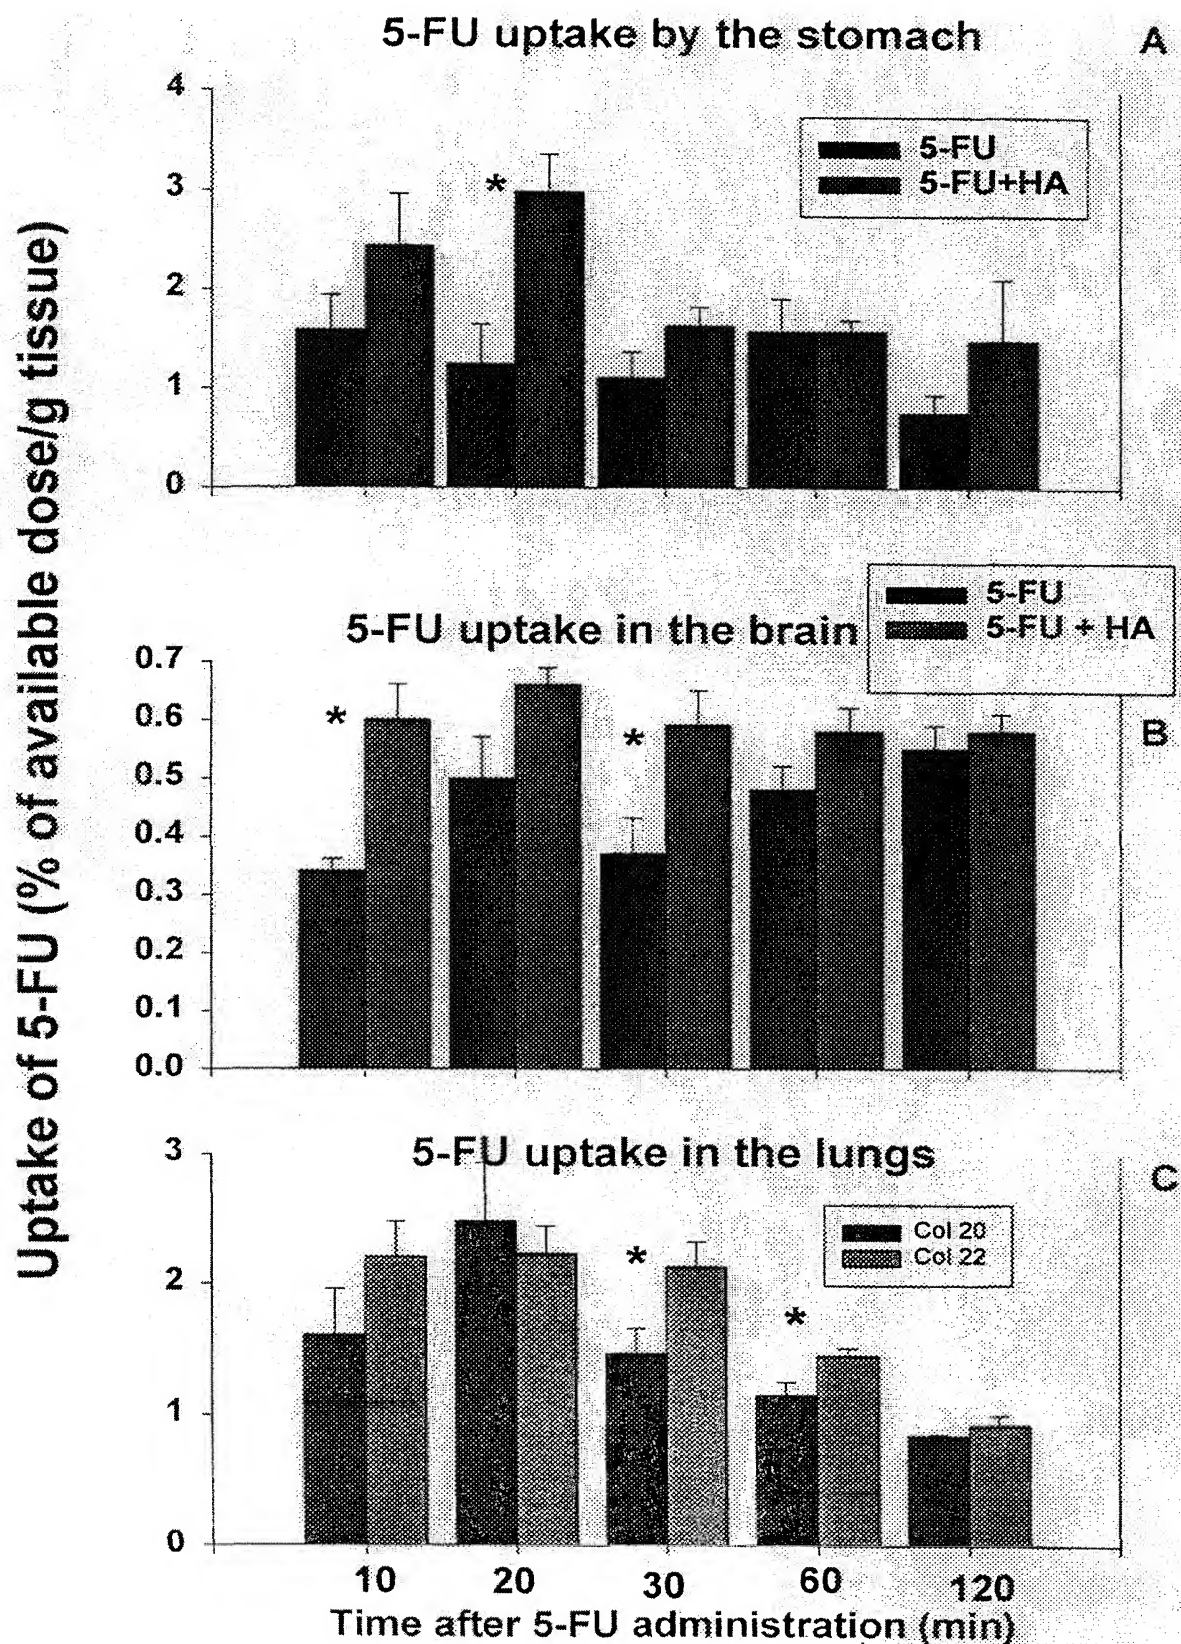 5-FU uptake by the stomach
A
4
3
2
1
0
*
5-FU
5-FU+HA
Uptake of 5-FU (% of available dose/g tissue)
5-FU uptake in the brain
B
5-FU
5-FU + HA
0.7
0.6
0.5
0.4
0.3
0.2
0.1
0.0
*
*
5-FU uptake in the lungs
C
3
2
1
0
*
*
Col 20
Col 22
10 20 30 60 120
Time after 5-FU administration (min)